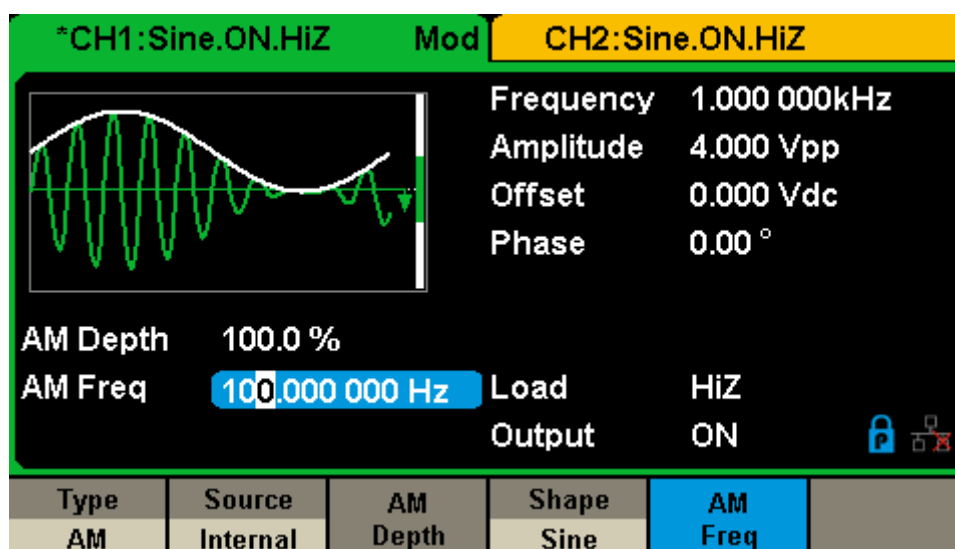 *CH1:Sine.ON.HiZ Mod CH2:Sine.ON.HiZ
Frequency 1.000 000kHz
Amplitude 4.000 Vpp
Offset 0.000 Vdc
Phase 0.00 °
AM Depth 100.0 %
AM Freq 100.000 000 Hz Load HiZ
Output ON P
Type Source AM Shape AM
AM Internal Depth Sine Freq